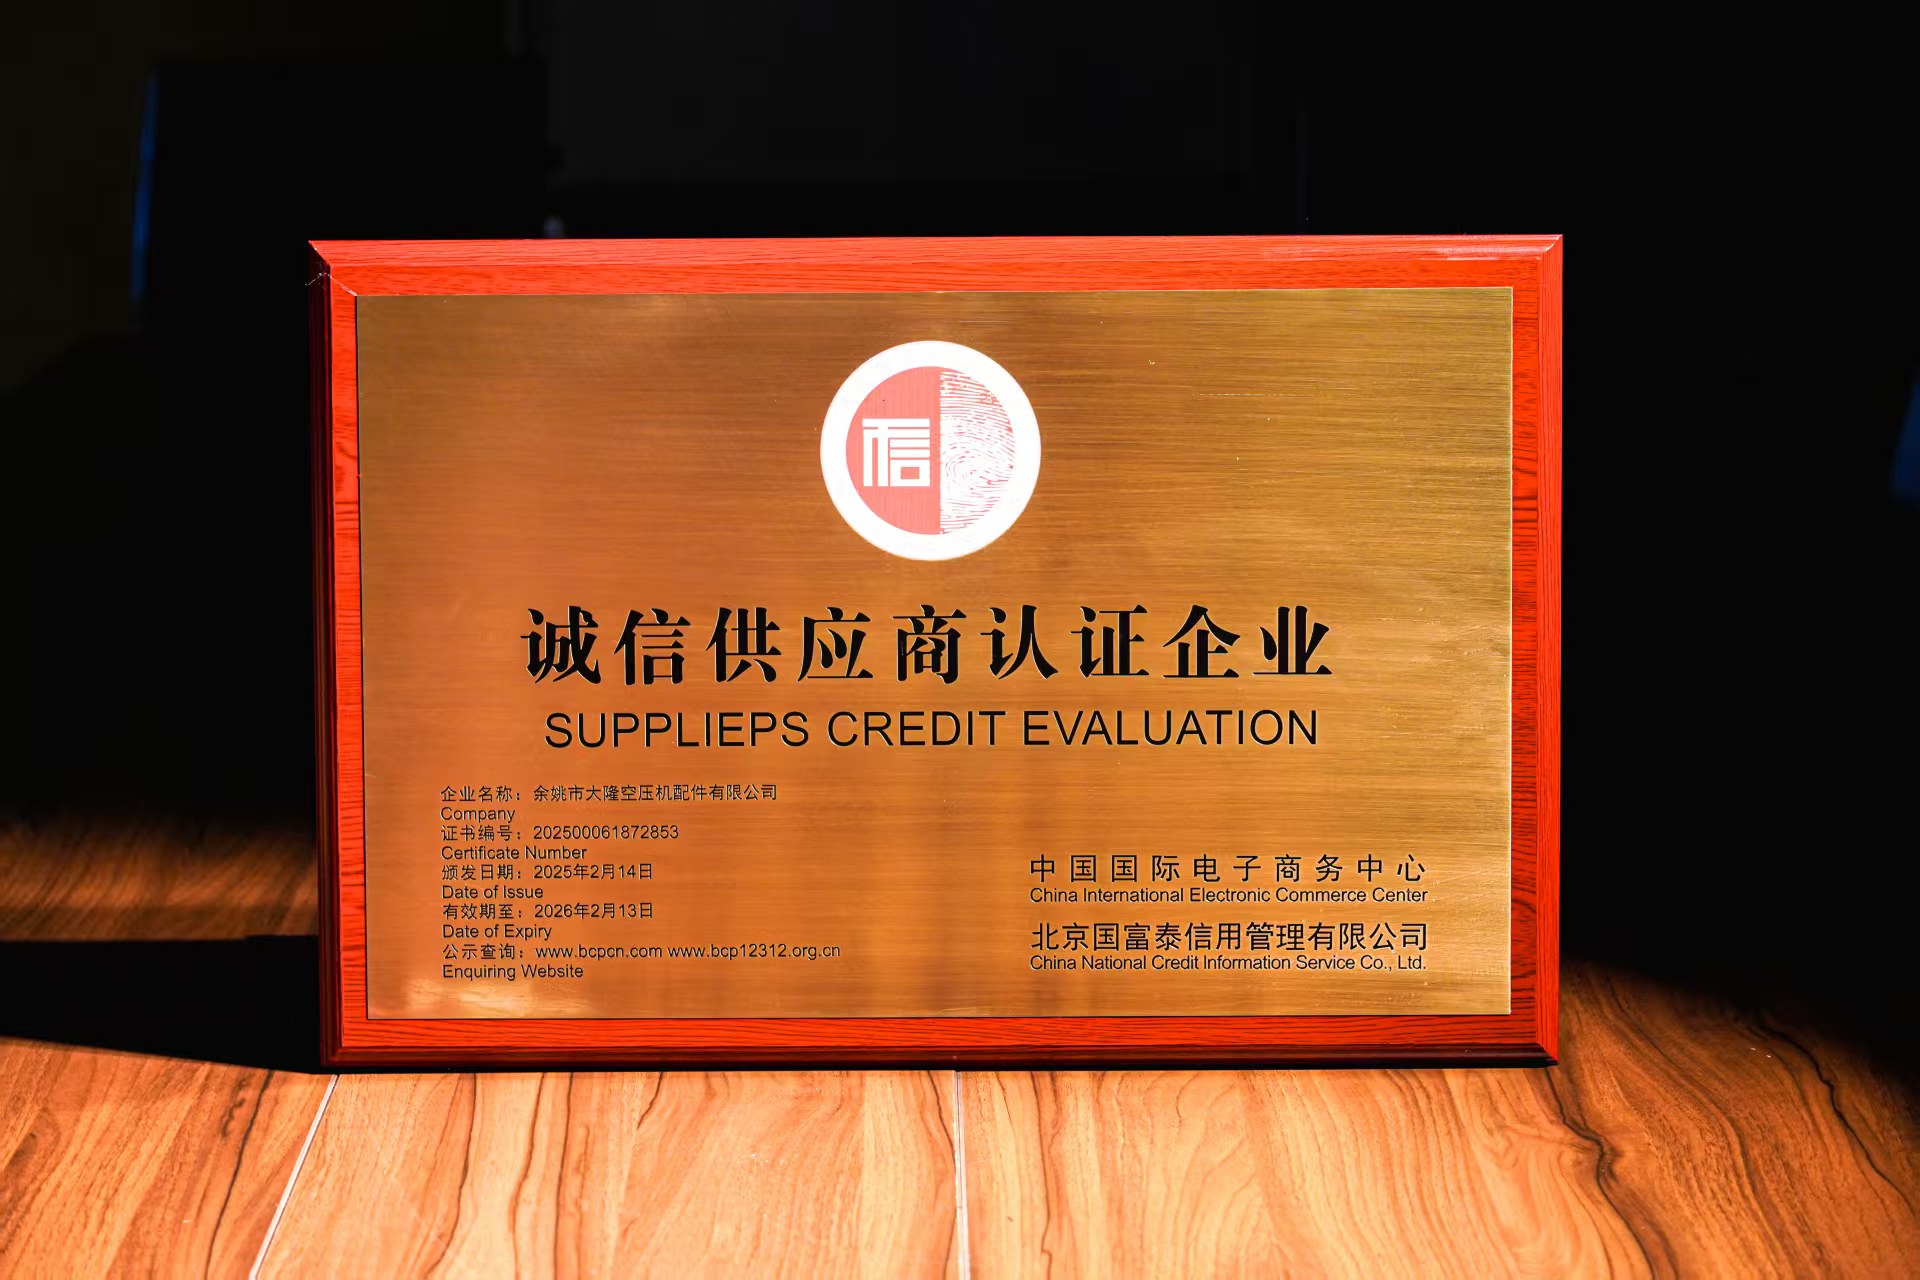 信
诚信供应商认证企业
SUPPLIEPS CREDIT EVALUATION
企业名称：余姚市大隆空压机配件有限公司
Company
证书编号：202500061872853
Certificate Number
颁发日期：2025年2月14日
Date of Issue
有效期至：2026年2月13日
Date of Expiry
公示查询：www.bcpcn.com www.bcp12312.org.cn
Enquiring Website
中国国际电子商务中心
China International Electronic Commerce Center
北京国富泰信用管理有限公司
China National Credit Information Service Co., Ltd.